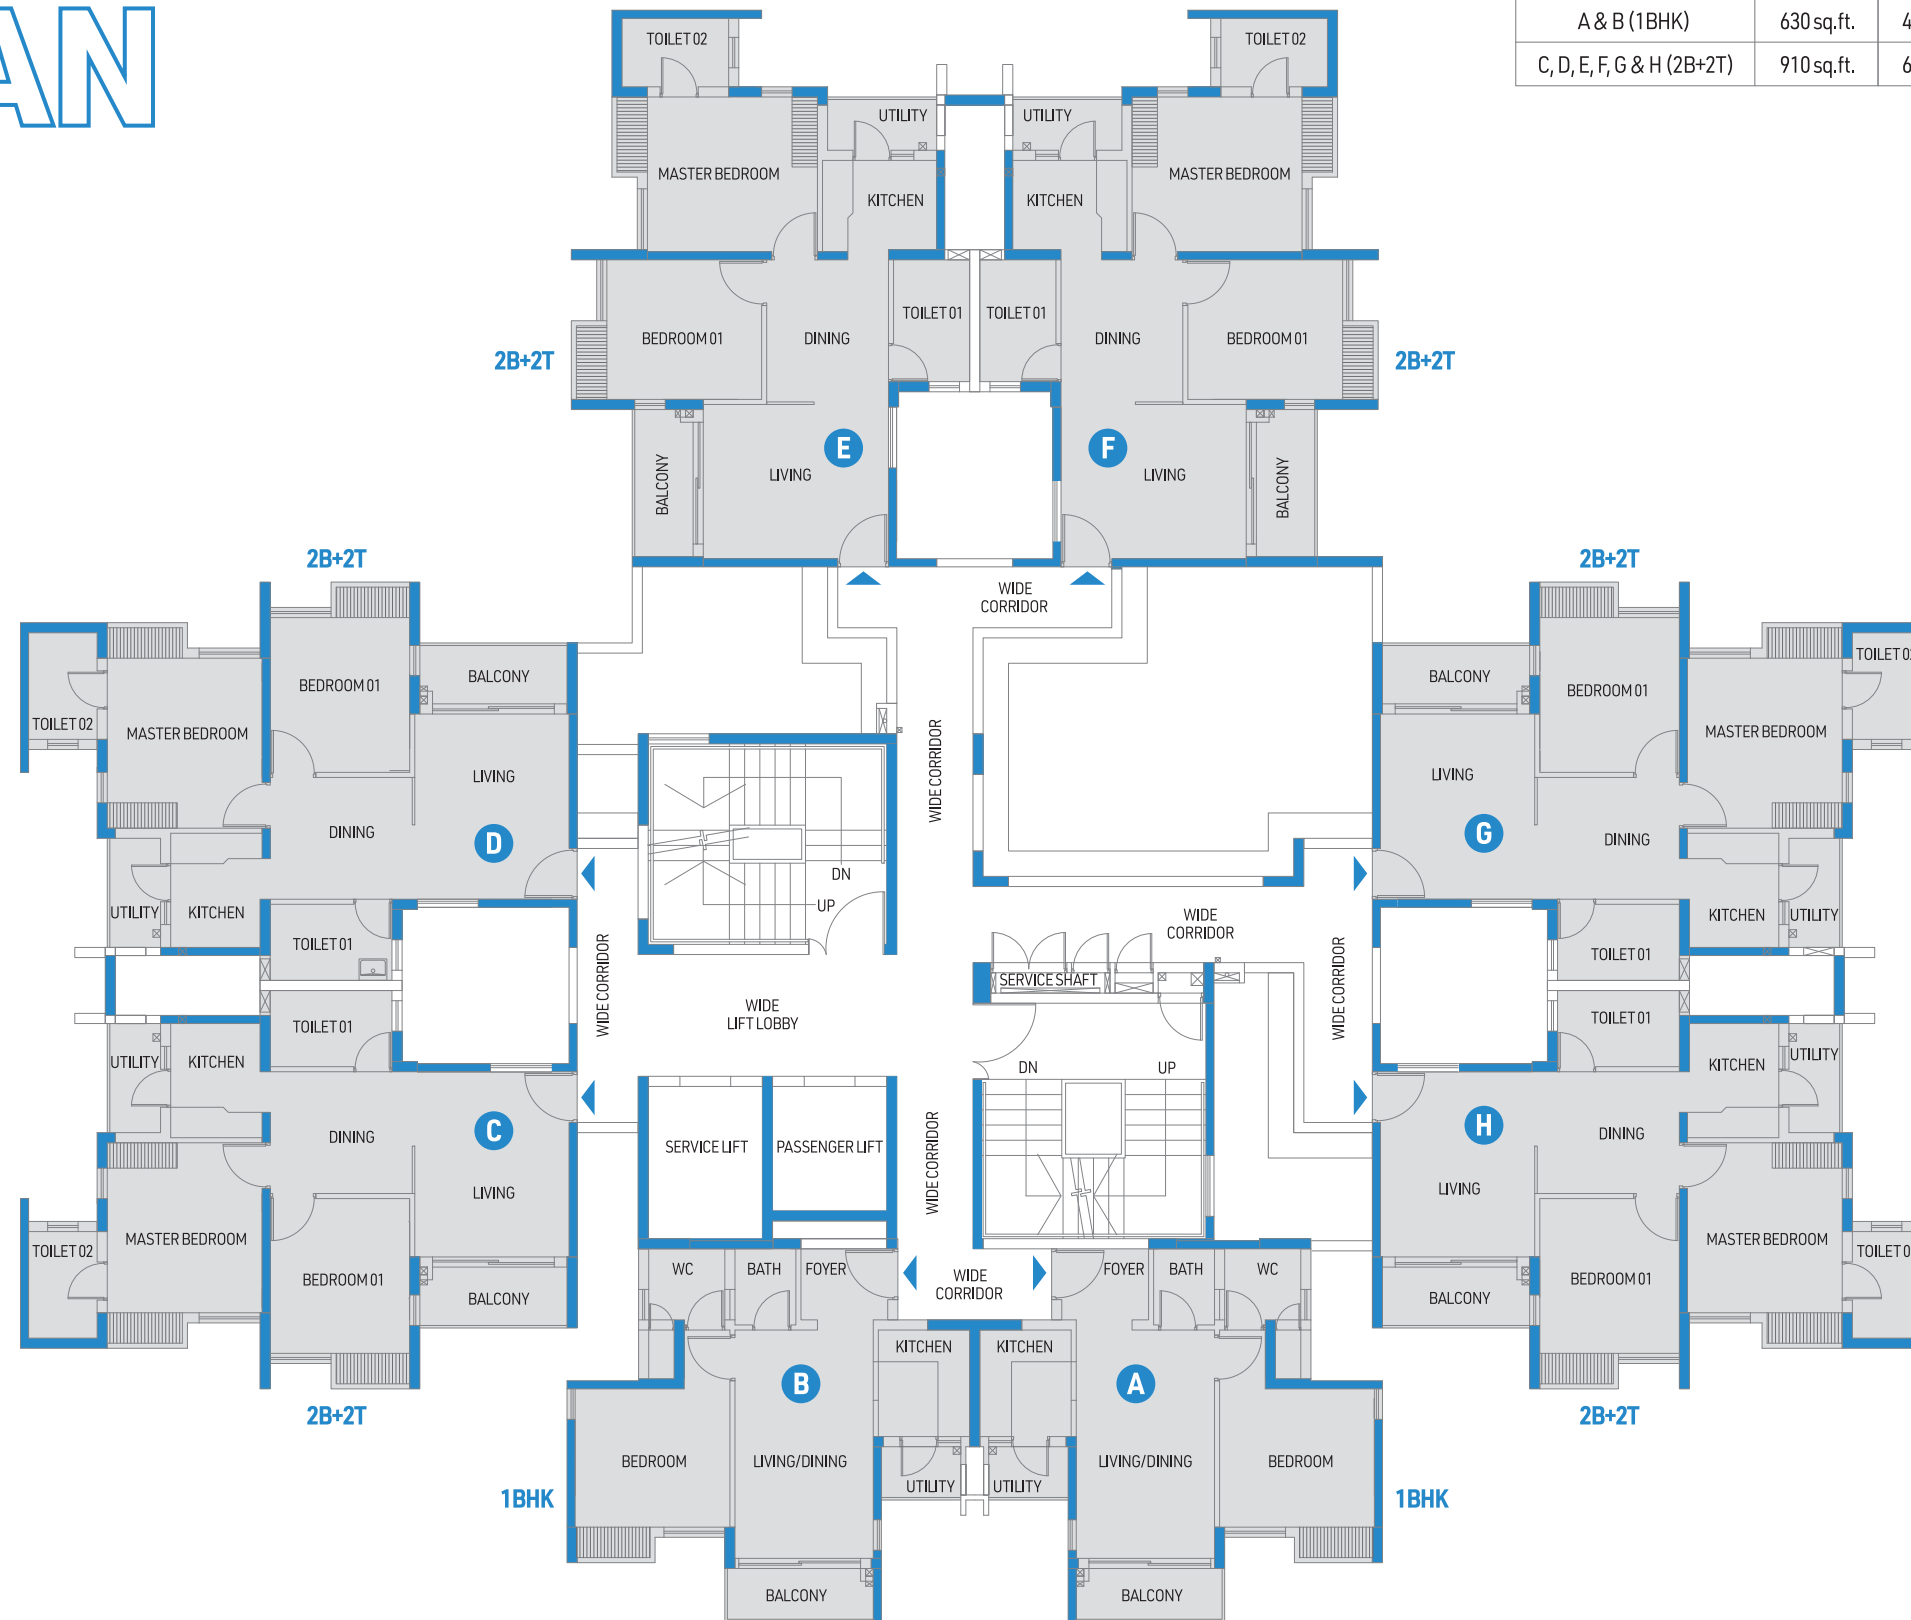 AN
A & B (1BHK) 630 sq.ft. 4
C, D, E, F, G & H (2B+2T) 910 sq.ft. 6
TOILET 02
TOILET 02
UTILITY
UTILITY
MASTER BEDROOM
MASTER BEDROOM
KITCHEN
KITCHEN
TOILET 01
TOILET 01
BEDROOM 01
DINING
DINING
BEDROOM 01
2B+2T
2B+2T
E
F
LIVING
LIVING
BALCONY
BALCONY
2B+2T
2B+2T
WIDE
CORRIDOR
BEDROOM 01
BALCONY
BALCONY
BEDROOM 01
TOILET 02
MASTER BEDROOM
MASTER BEDROOM
TOILET 0
LIVING
LIVING
WIDE CORRIDOR
DINING
D
G
DINING
DN
UP
UTILITY
KITCHEN
KITCHEN
UTILITY
WIDE
CORRIDOR
TOILET 01
TOILET 01
WIDE CORRIDOR
WIDE CORRIDOR
SERVICE SHAFT
WIDE
LIFT LOBBY
TOILET 01
TOILET 01
UTILITY
KITCHEN
KITCHEN
UTILITY
DN
UP
DINING
C
H
DINING
SERVICE LIFT
PASSENGER LIFT
WIDE CORRIDOR
LIVING
LIVING
TOILET 02
MASTER BEDROOM
MASTER BEDROOM
TOILET 0
BEDROOM 01
BALCONY
BALCONY
BEDROOM 01
WC
BATH
FOYER
WIDE
CORRIDOR
FOYER
BATH
WC
KITCHEN
KITCHEN
B
A
2B+2T
2B+2T
BEDROOM
LIVING/DINING
LIVING/DINING
BEDROOM
UTILITY
UTILITY
1BHK
1BHK
BALCONY
BALCONY